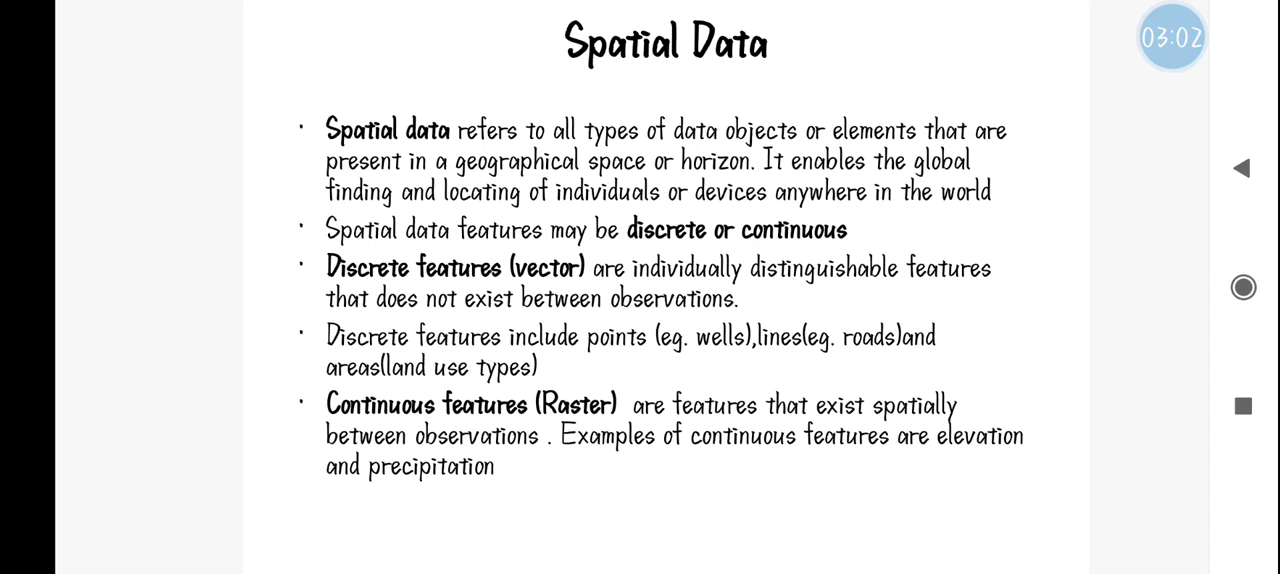 Spatial Data
03:02
· Spatial data refers to all types of data objects or elements that are
present in a geographical space or horizon. It enables the global
finding and locating of individuals or devices anywhere in the world
· Spatial data features may be discrete or continuous
· Discrete features (vector) are individually distinguishable features
that does not exist between observations.
· Discrete features include points (eg. wells),lines(eg. roads)and
areas(land use types)
· Continuous features (Raster) are features that exist spatially
between observations . Examples of continuous features are elevation
and precipitation